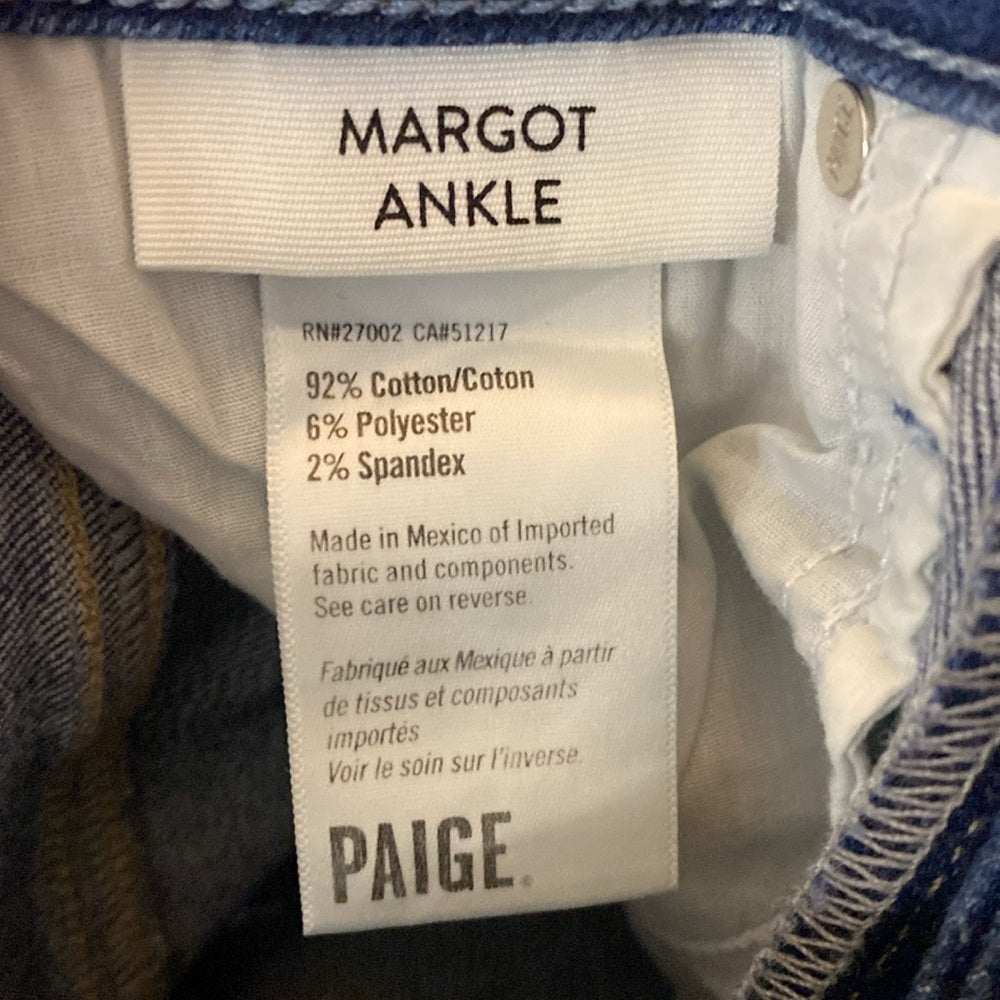 MARGOT
ANKLE
RN#27002 CA#51217
92% Cotton/Coton
6% Polyester
2% Spandex
Made in Mexico of Imported
fabric and components.
See care on reverse.
Fabriqué aux Mexique à partir
de tissus et composants
importés
Voir le soin sur l'inverse.
PAIGE®